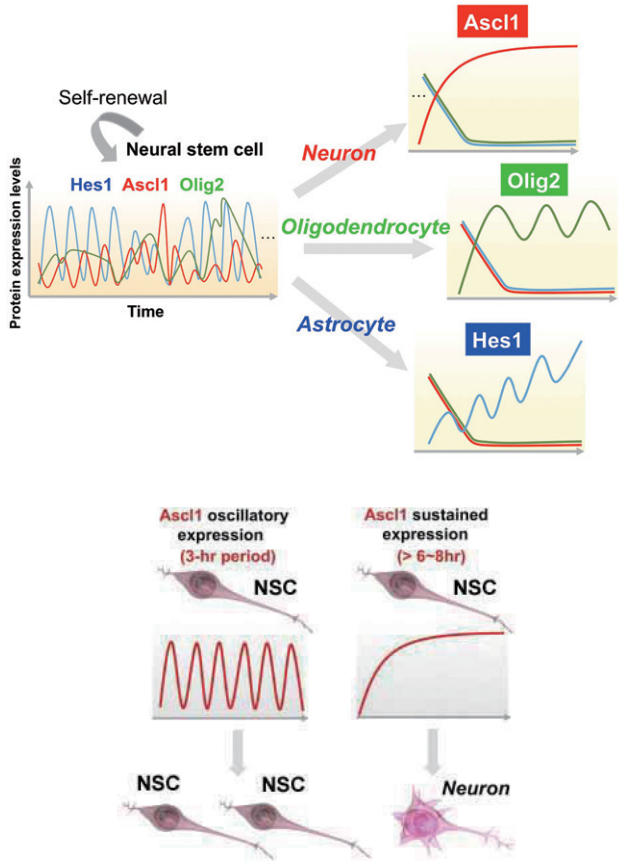 Ascl1
Self-renewal
Neural stem cell
Neuron
Hes1 Ascl1 Olig2
Protein expression levels
Time
...
...
Olig2
Oligodendrocyte
Astrocyte
Hes1
Ascl1 oscillatory
expression
(3-hr period)
NSC
Ascl1 sustained
expression
(> 6~8hr)
NSC
NSC
NSC
Neuron